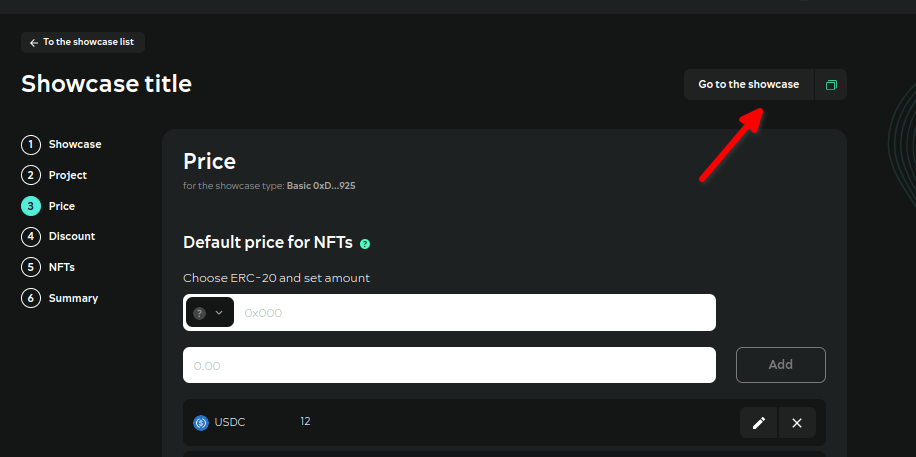 To the showcase list
Showcase title
Go to the showcase
1 Showcase
2 Project
3 Price
4 Discount
5 NFTs
6 Summary
Price
for the showcase type: Basic 0xD...925
Default price for NFTs ?
Choose ERC-20 and set amount
? 0x000
0.00
Add
USDC 12